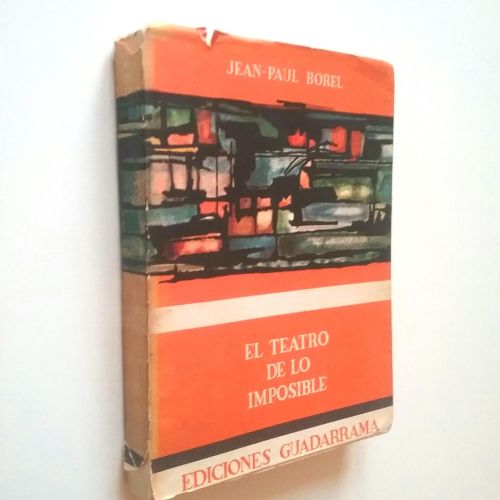 JEAN-PAUL BOREL
EL TEATRO
DE LO
IMPOSIBLE
EDICIONES GUADARRAMA